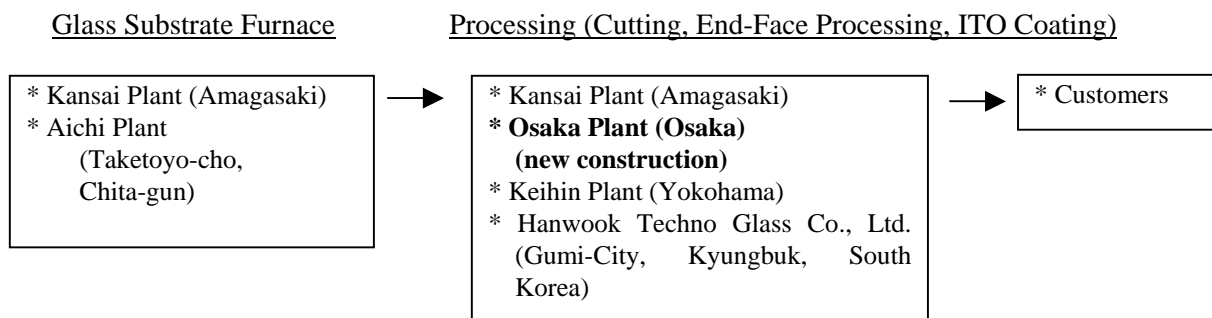 Glass Substrate Furnace
Processing (Cutting, End-Face Processing, ITO Coating)
* Kansai Plant (Amagasaki)
* Aichi Plant
(Taketoyo-cho,
Chita-gun)
* Kansai Plant (Amagasaki)
* Osaka Plant (Osaka)
(new construction)
* Keihin Plant (Yokohama)
* Hanwook Techno Glass Co., Ltd.
(Gumi-City, Kyungbuk, South
Korea)
* Customers